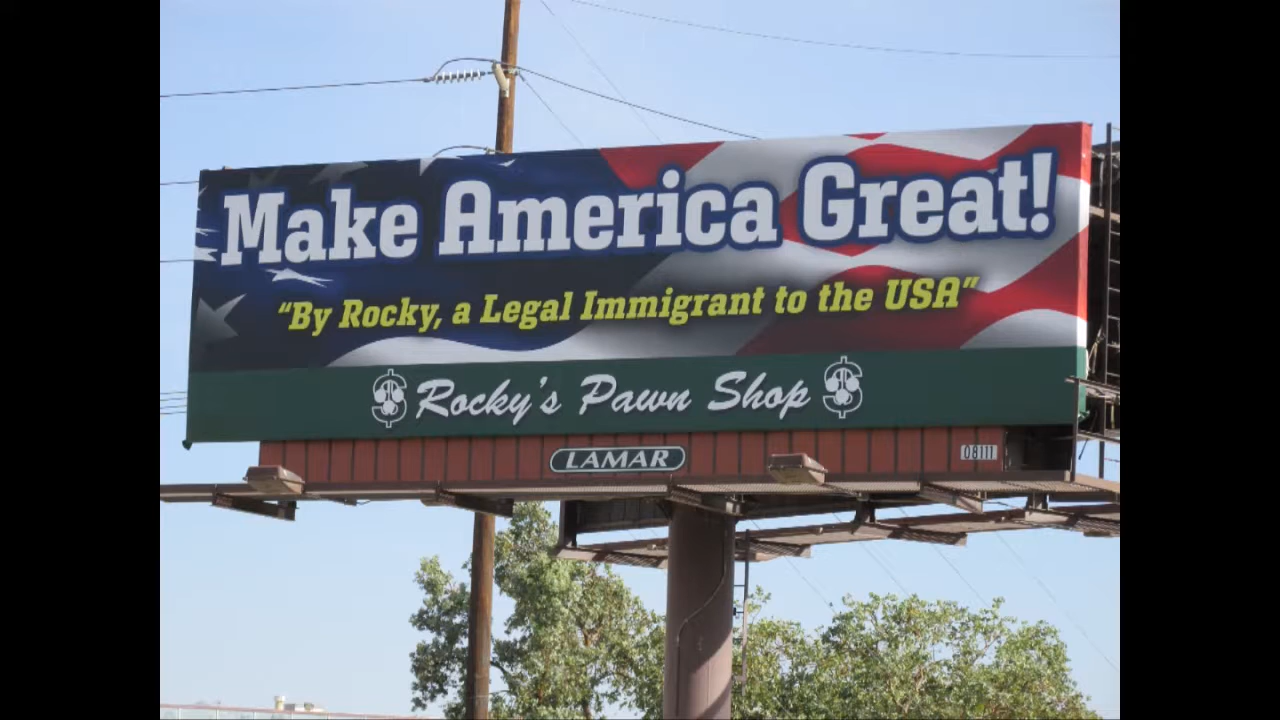 Make America Great!
“By Rocky, a Legal Immigrant to the USA”
Rocky's Pawn Shop
LAMAR
08111